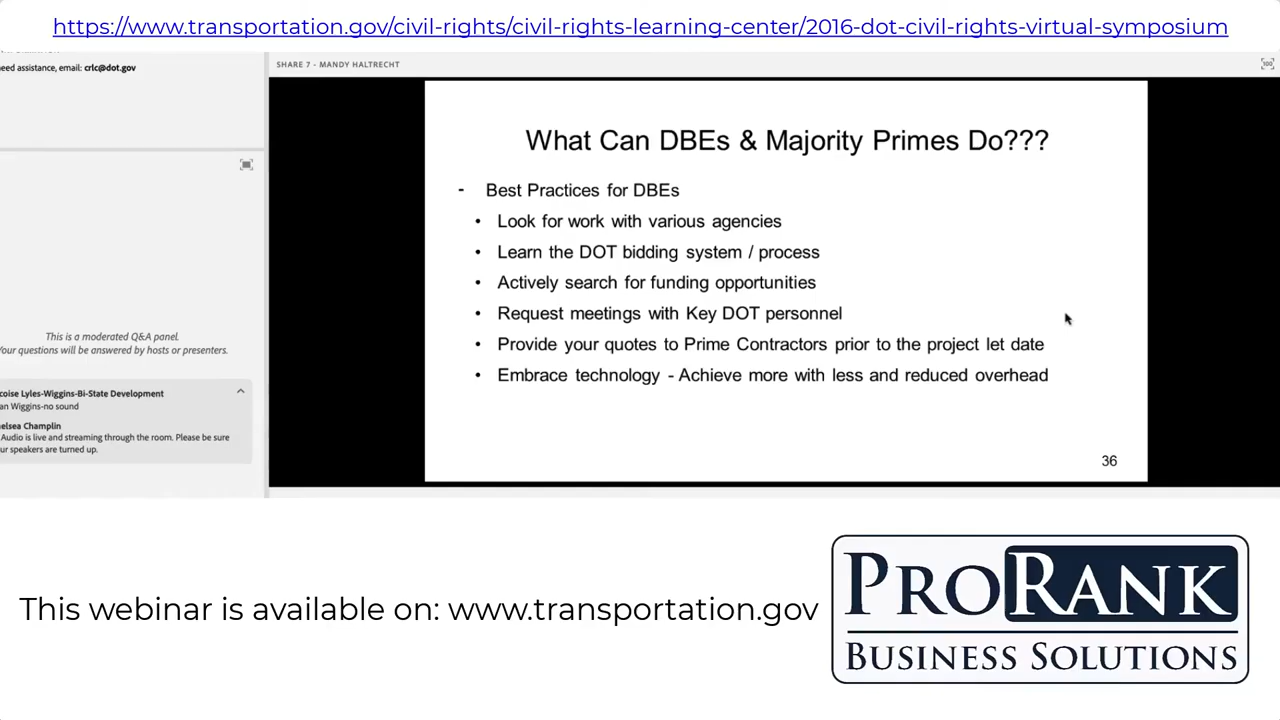 https://www.transportation.gov/civil-rights/civil-rights-learning-center/2016-dot-civil-rights-virtual-symposium
need assistance, email: crlc@dot.gov
SHARE 7 - MANDY HALTRECHT
What Can DBEs & Majority Primes Do???
- Best Practices for DBEs
• Look for work with various agencies
• Learn the DOT bidding system / process
• Actively search for funding opportunities
• Request meetings with Key DOT personnel
• Provide your quotes to Prime Contractors prior to the project let date
• Embrace technology - Achieve more with less and reduced overhead
36
This is a moderated Q&A panel.
Your questions will be answered by hosts or presenters.
coise Lyles-Wiggins-Bi-State Development
an Wiggins-no sound
elsea Champlin
Audio is live and streaming through the room. Please be sure
ur speakers are turned up.
This webinar is available on: www.transportation.gov
PRORANK
BUSINESS SOLUTIONS